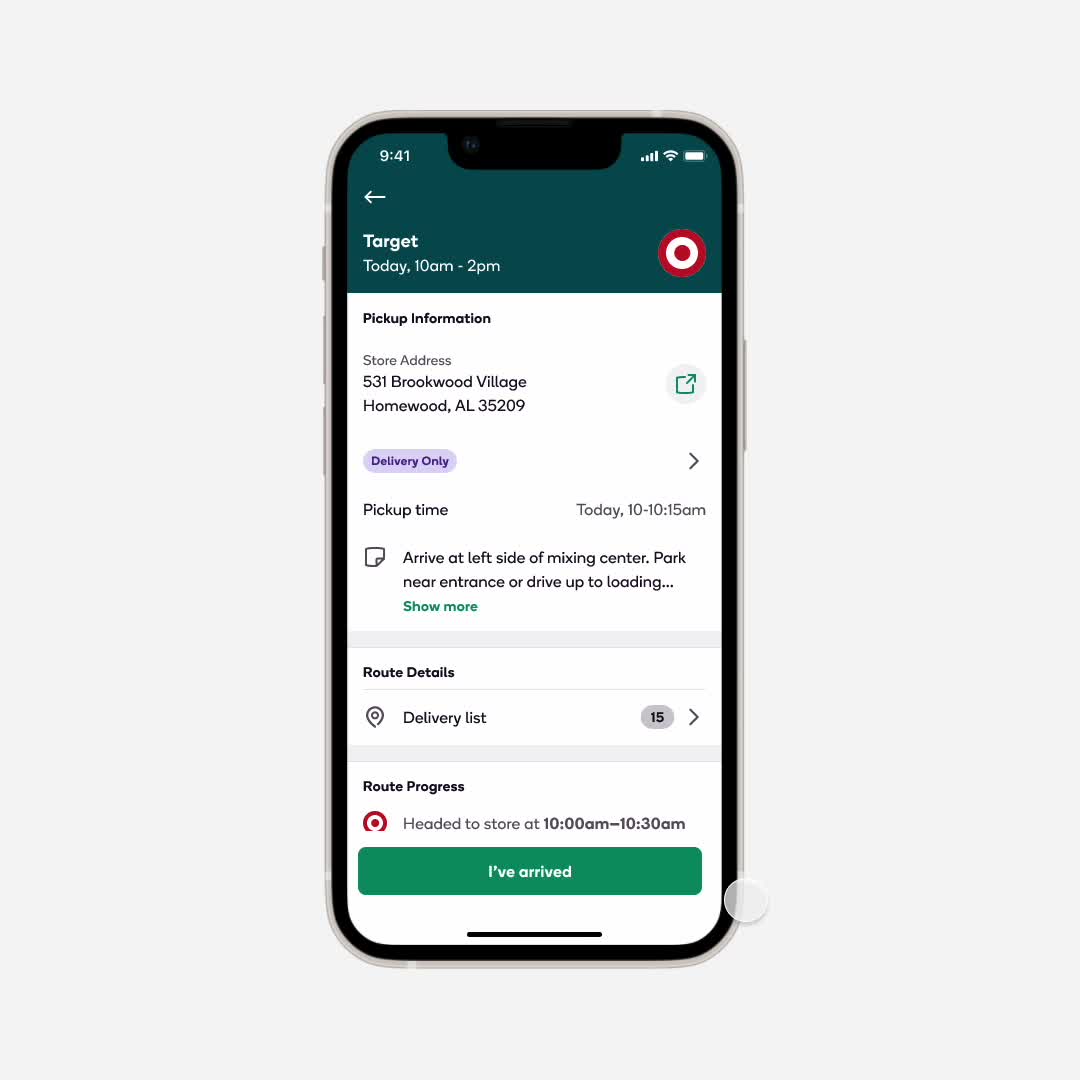 9:41
Target
Today, 10am - 2pm
Pickup Information
Store Address
531 Brookwood Village
Homewood, AL 35209
Delivery Only
Pickup time
Today, 10-10:15am
Arrive at left side of mixing center. Park
near entrance or drive up to loading...
Show more
Route Details
Delivery list
15
Route Progress
Headed to store at 10:00am–10:30am
I’ve arrived